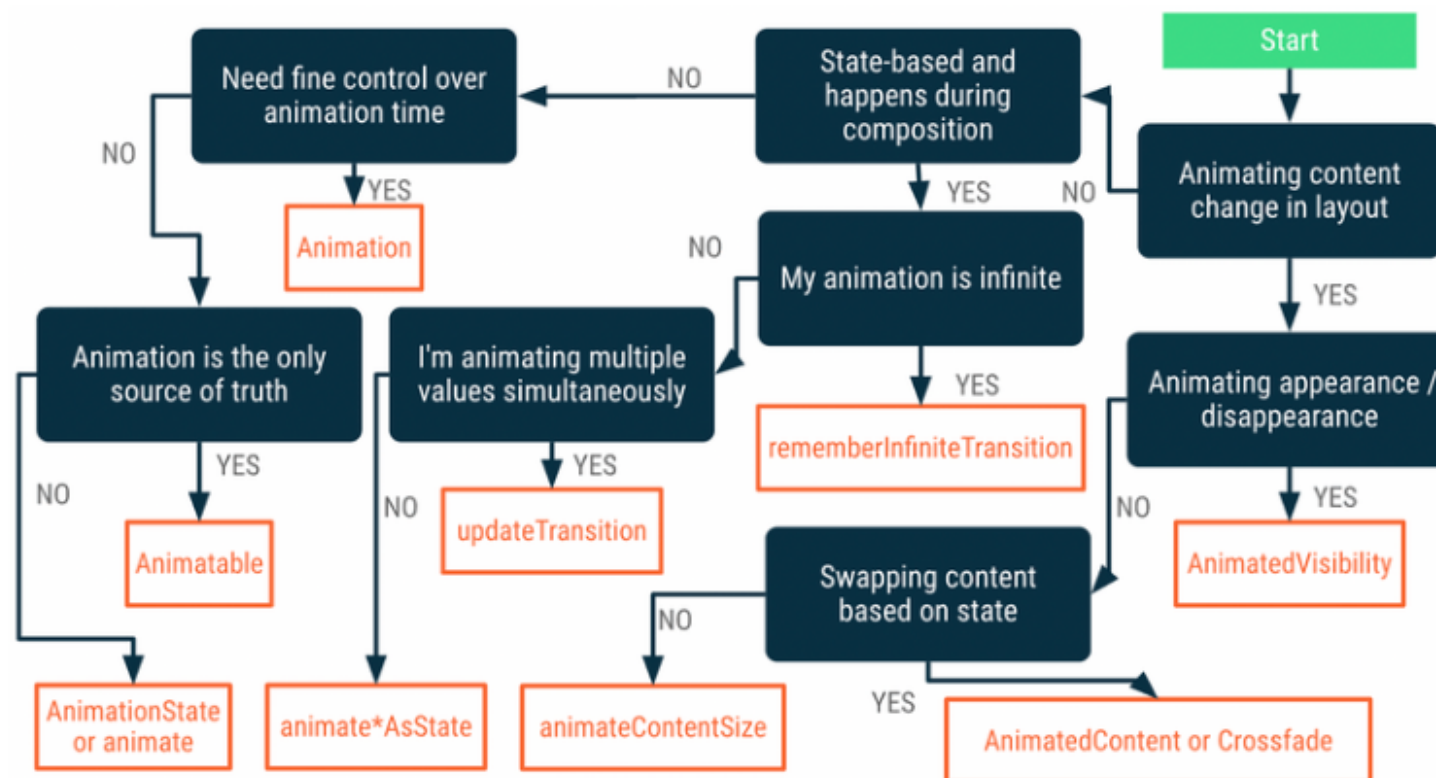 Start
Need fine control over
animation time
State-based and
happens during
composition
NO
NO
Animating content
change in layout
YES
YES
NO
Animation
NO
My animation is infinite
YES
Animation is the only
source of truth
I'm animating multiple
values simultaneously
Animating appearance /
disappearance
YES
rememberInfiniteTransition
YES
YES
NO
NO
NO
YES
updateTransition
Animatable
AnimatedVisibility
Swapping content
based on state
NO
YES
AnimationState
or animate
animate*AsState
animateContentSize
AnimatedContent or Crossfade